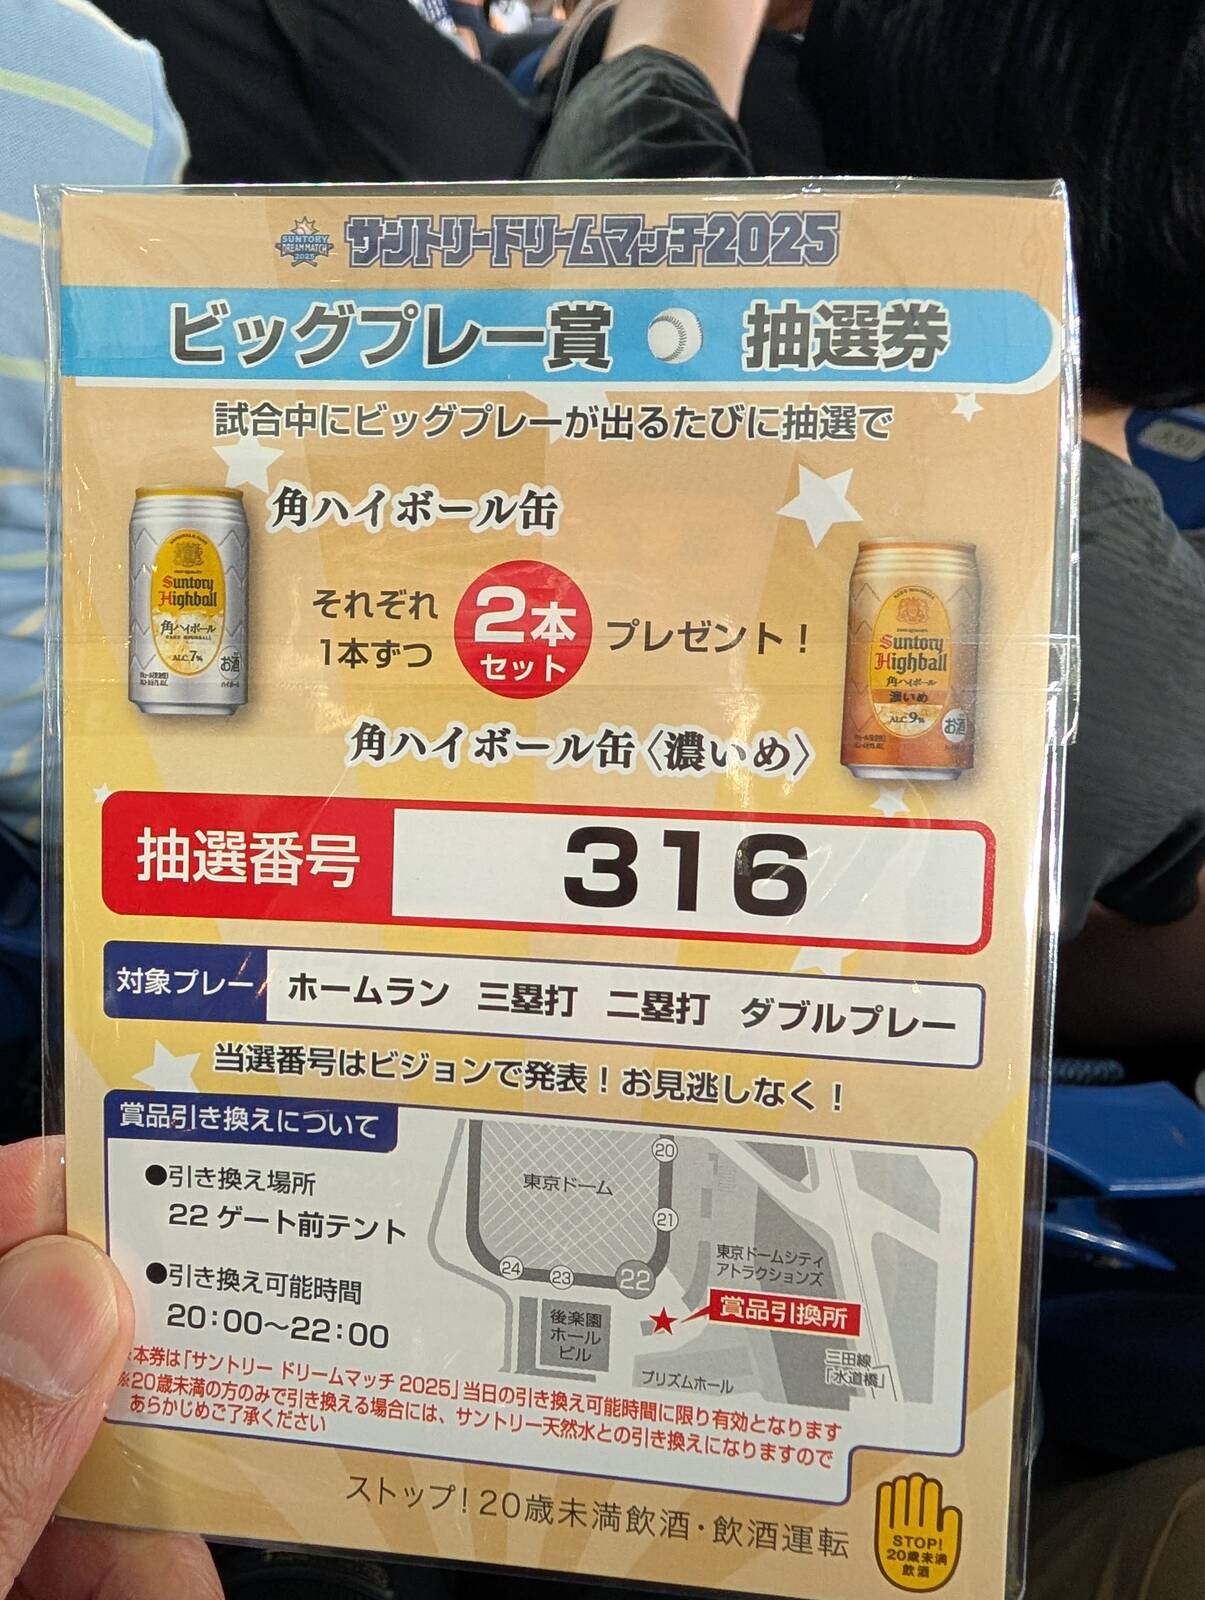 SUNTORY
DREAM MATCH
2025
サントリードリームマッチ2025
ビッグプレー賞 抽選券
試合中にビッグプレーが出るたびに抽選で
角ハイボール缶
Suntory
Highball
角ハイボール
ALC.7%
お酒
それぞれ
1本ずつ
2本
セット
プレゼント！
角ハイボール缶〈濃いめ〉
Suntory
Highball
角ハイボール
濃いめ
ALC.9%
お酒
抽選番号 316
対象プレー ホームラン 三塁打 二塁打 ダブルプレー
当選番号はビジョンで発表！お見逃しなく！
賞品引き換えについて
●引き換え場所
22 ゲート前テント
●引き換え可能時間
20：00～22：00
東京ドーム
20
21
22
23
24
後楽園
ホール
ビル
東京ドームシティ
アトラクションズ
賞品引換所
プリズムホール
三田線
「水道橋」
※本券は「サントリー ドリームマッチ 2025」当日の引き換え可能時間に限り有効となります
※20歳未満の方のみで引き換える場合には、サントリー天然水との引き換えになりますので
あらかじめご了承ください
ストップ！20歳未満飲酒・飲酒運転
STOP!
20歳未満
飲酒